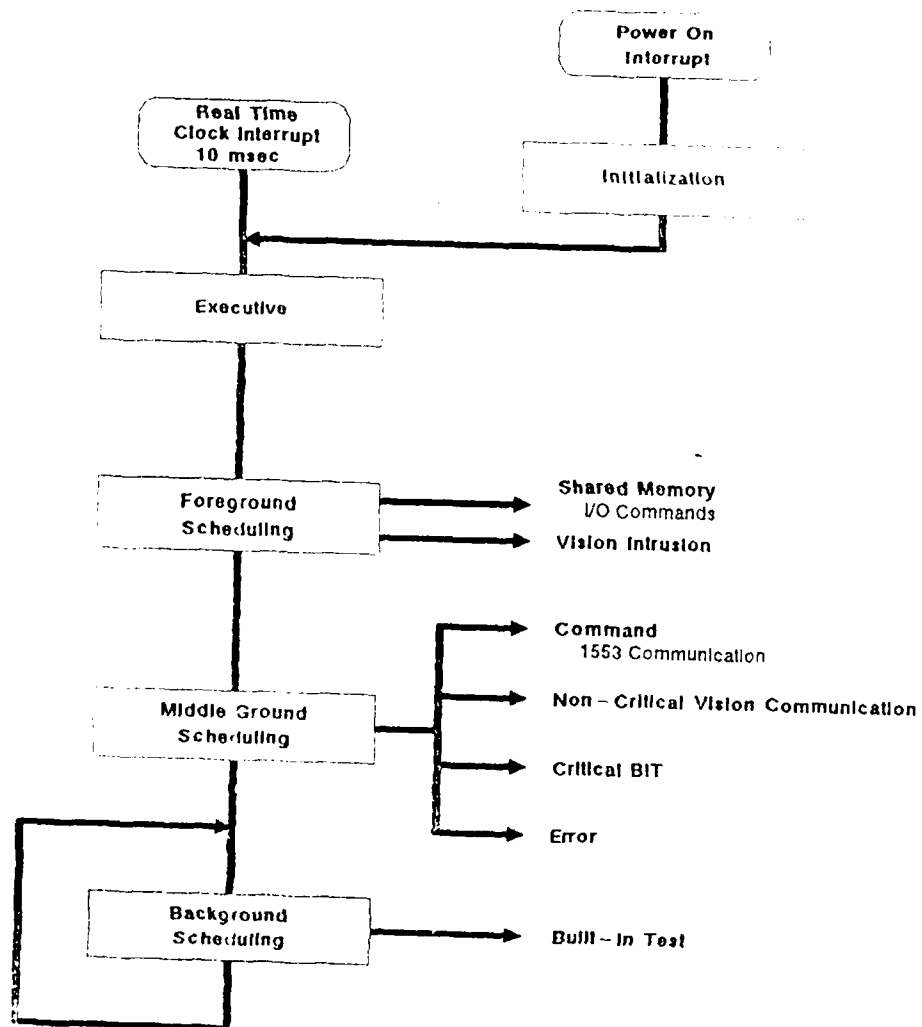 Power On
Intorrupt
Real Time
Clock Interrupt
10 msec
Initialization
Executive
Foreground
Scheduling
Shared Memory
I/O Commands
Vision Intrusion
Command
1553 Communication
Middle Ground
Scheduling
Non-Critical Vision Communication
Critical BIT
Error
Background
Scheduling
Built-In Test